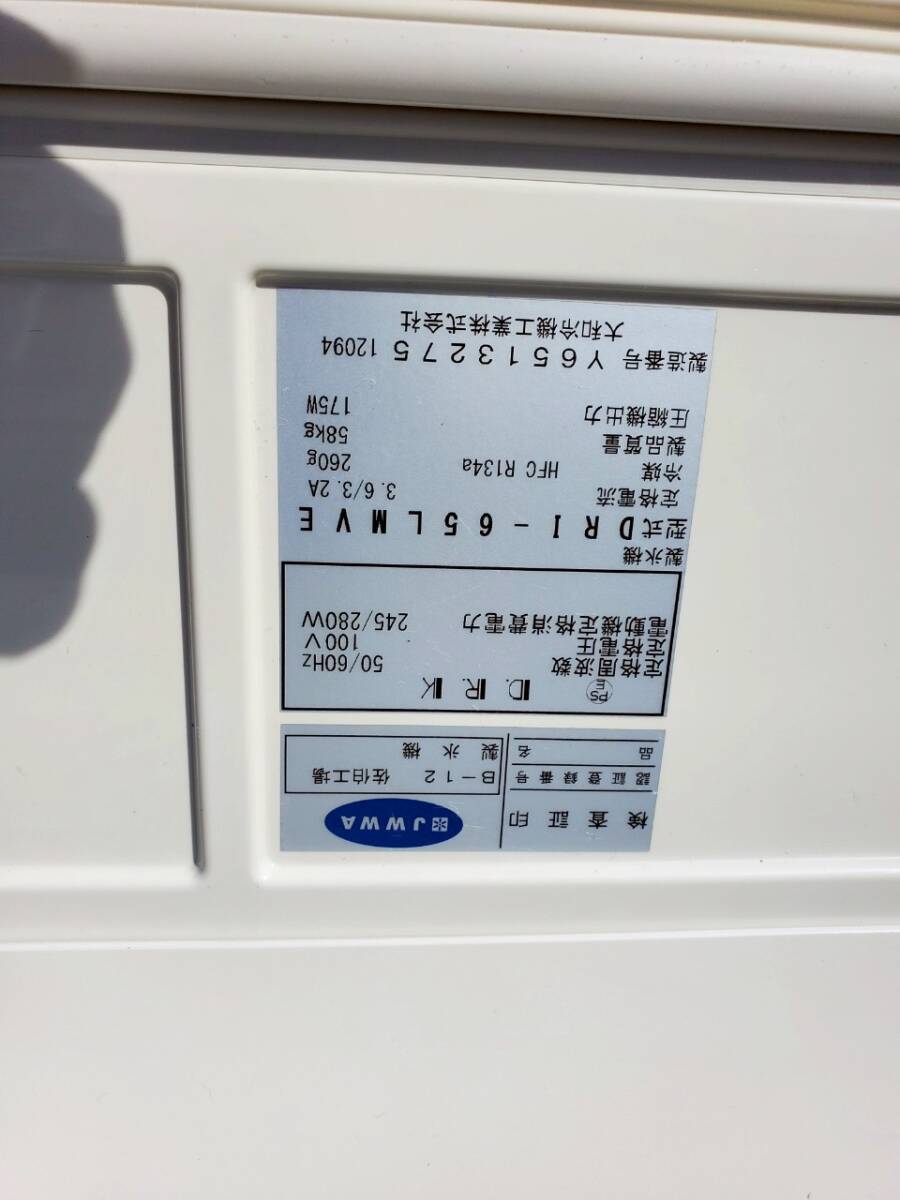 検査証印 JWWA
認証登録番号 B-12 佐伯工場
品名 製氷機
PS E D.R.K
定格周波数 50/60Hz
定格電圧 100V
電動機定格消費電力 245/280W
製氷機
型式 DRI-65LMVE
定格電流 3.6/3.2A
冷媒 HFC R134a 260g
製品質量 58kg
圧縮機出力 175W
製造番号 Y6513275 12094
大和冷機工業株式会社